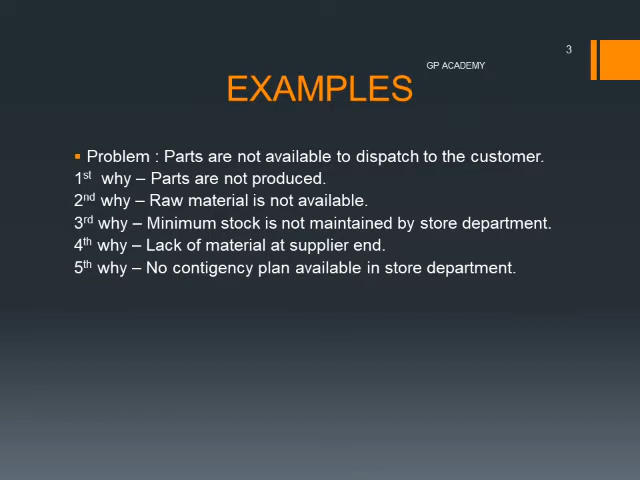 3
GP ACADEMY
EXAMPLES
▪ Problem : Parts are not available to dispatch to the customer.
1st why – Parts are not produced.
2nd why – Raw material is not available.
3rd why – Minimum stock is not maintained by store department.
4th why – Lack of material at supplier end.
5th why – No contigency plan available in store department.